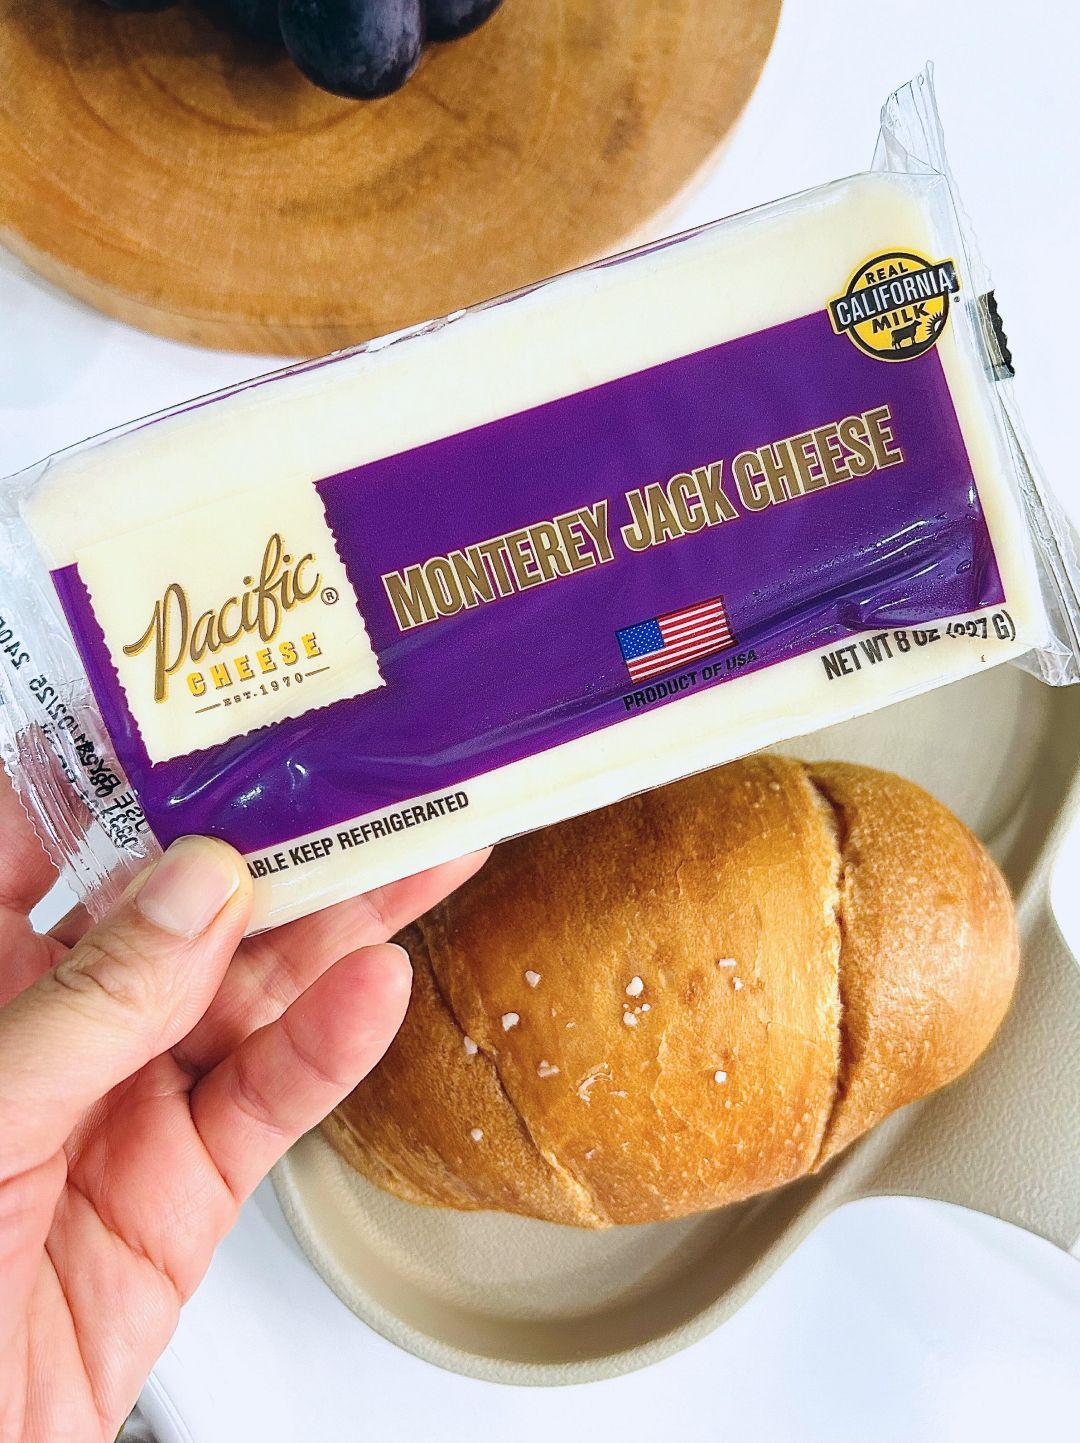 REAL
CALIFORNIA
MILK
MONTEREY JACK CHEESE
Pacific®
CHEESE
EST. 1970
PRODUCT OF USA
NET WT 8 OZ (227 G)
KEEP REFRIGERATED